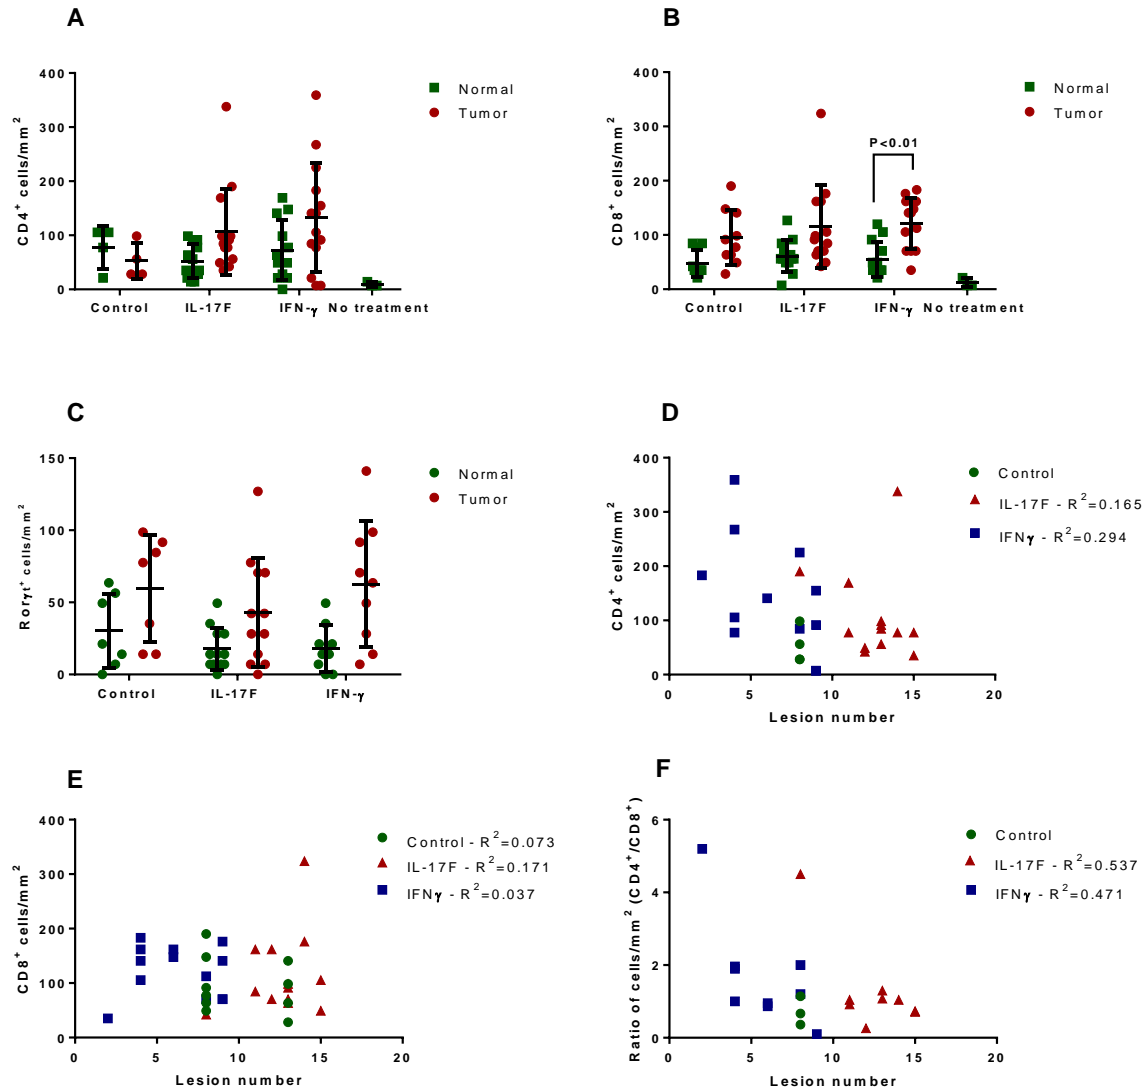 A
CD4⁺ cells/mm²
400
300
200
100
0
Control
IL-17F
IFN-γ
No treatment
Normal
Tumor
B
CD8⁺ cells/mm²
400
300
200
100
0
P<0.01
Control
IL-17F
IFN-γ
No treatment
Normal
Tumor
C
Rorγt⁺ cells/mm²
150
100
50
0
Control
IL-17F
IFN-γ
Normal
Tumor
D
CD4⁺ cells/mm²
400
300
200
100
0
0
5
10
15
20
Lesion number
Control
IL-17F - R²=0.165
IFNγ - R²=0.294
E
CD8⁺ cells/mm²
400
300
200
100
0
0
5
10
15
20
Lesion number
Control - R²=0.073
IL-17F - R²=0.171
IFNγ - R²=0.037
F
Ratio of cells/mm² (CD4⁺/CD8⁺)
6
4
2
0
0
5
10
15
20
Lesion number
Control
IL-17F - R²=0.537
IFNγ - R²=0.471